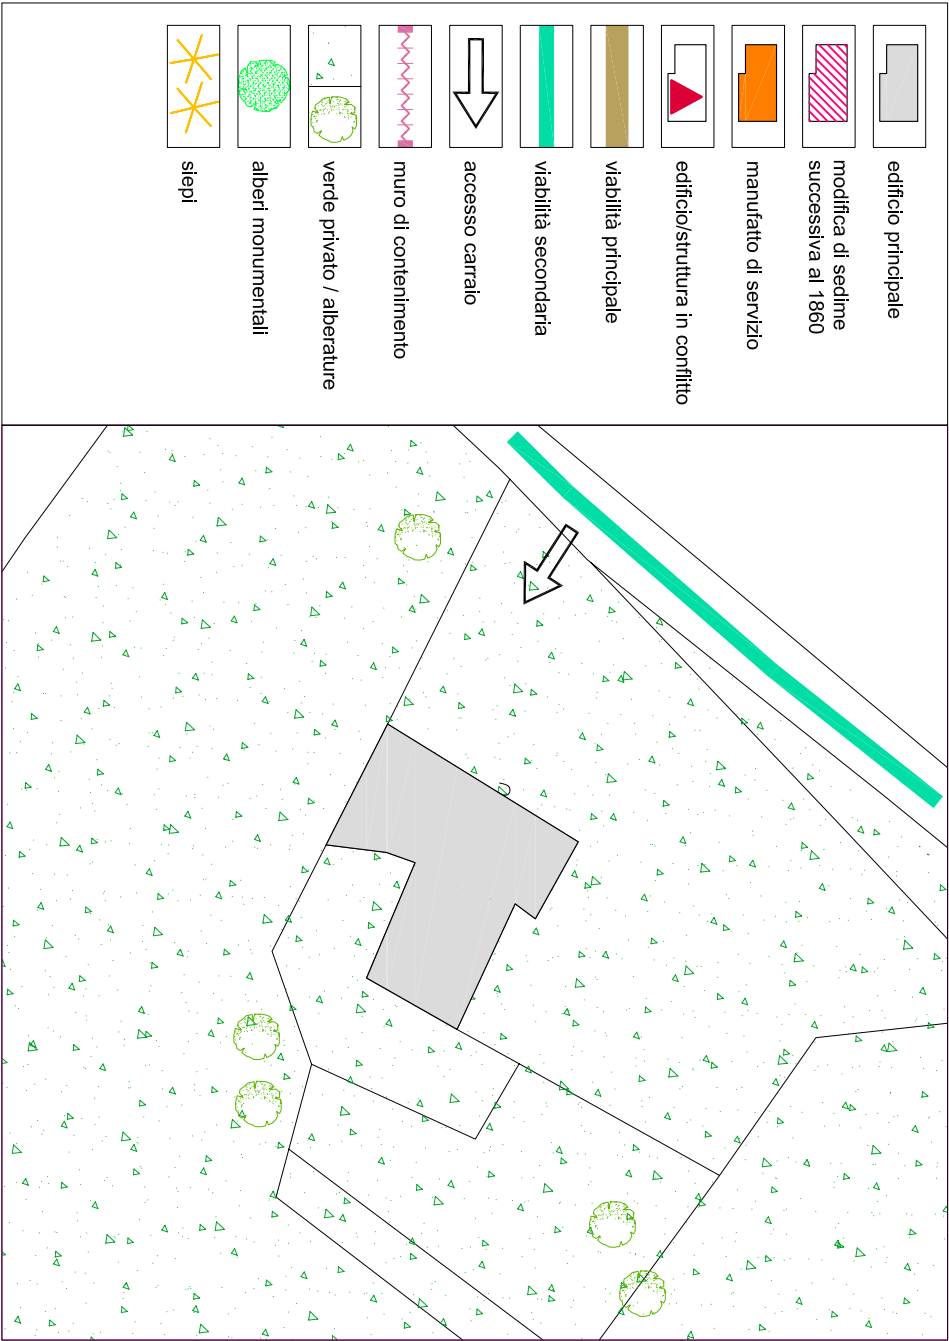 edificio principale
modifica di sedime
successiva al 1860
manufatto di servizio
edificio/struttura in conflitto
viabilità principale
viabilità secondaria
accesso carraio
muro di contenimento
verde privato / alberature
alberi monumentali
siepi